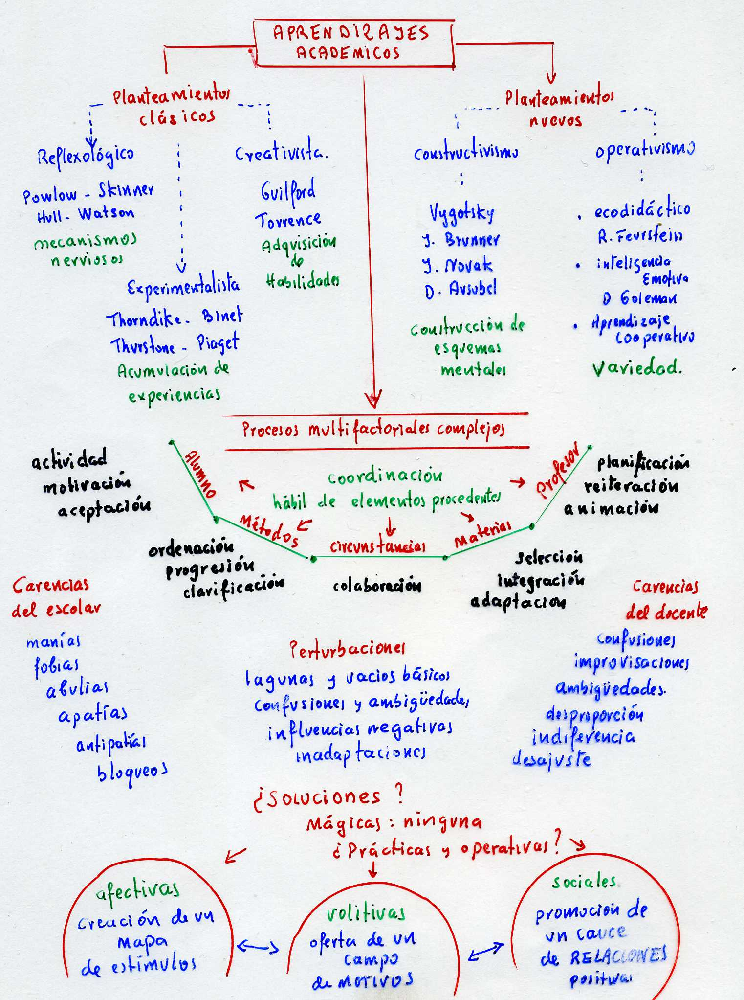 APRENDIZAJES
ACADEMICOS
Planteamientos
clásicos
Reflexológico
Powlow - Skinner
Hull - Watson
mecanismos
nerviosos
Experimentalista
Thorndike - Binet
Thurstone - Piaget
Acumulación de
experiencias
Creativista.
Guilford
Torrence
Adquisición
de
Habilidades
Planteamientos
nuevos
Constructivismo
Vygotsky
J. Brunner
J. Novak
D. Ausubel
Construcción de
esquemas
mentales
operativismo
. ecodidáctico
R. Feurstein
. inteligencia
Emotiva
D Goleman
. Aprendizaje
cooperativo
Variedad.
Procesos multifactoriales complejos
coordinación
hábil de elementos procedentes
Alumno
actividad
motivación
aceptación
Métodos
ordenación
progresión
clarificación
circunstancias
colaboración
Materias
selección
integración
adaptacion
Profesor
planificación
reiteración
animación
Carencias
del escolar
manías
fobias
abulias
apatías
antipatías
bloqueos
Perturbaciones
lagunas y vacios básicos
confusiones y ambigüedades
influencias negativas
inadaptaciones
Carencias
del docente
Confusiones
improvisaciones
ambigüedades.
desproporción
indiferencia
desajuste
¿Soluciones?
Mágicas: ninguna
¿Prácticas y operativas?
afectivas
creación de un
mapa
de estímulos
volitivas
oferta de un
campo
de MOTIVOS
sociales.
promoción de
un cauce
de RELACIONES
positivas